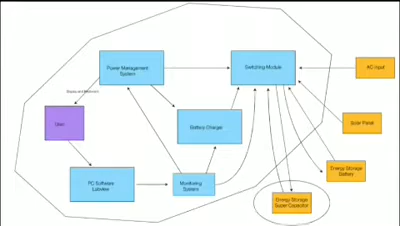 Power Management
System
Switching Module
AC Input
User
Battery Charger
Solar Panel
PC Software
Labview
Monitoring
System
Energy Storage
Battery
Energy Storage
Super Capacitor